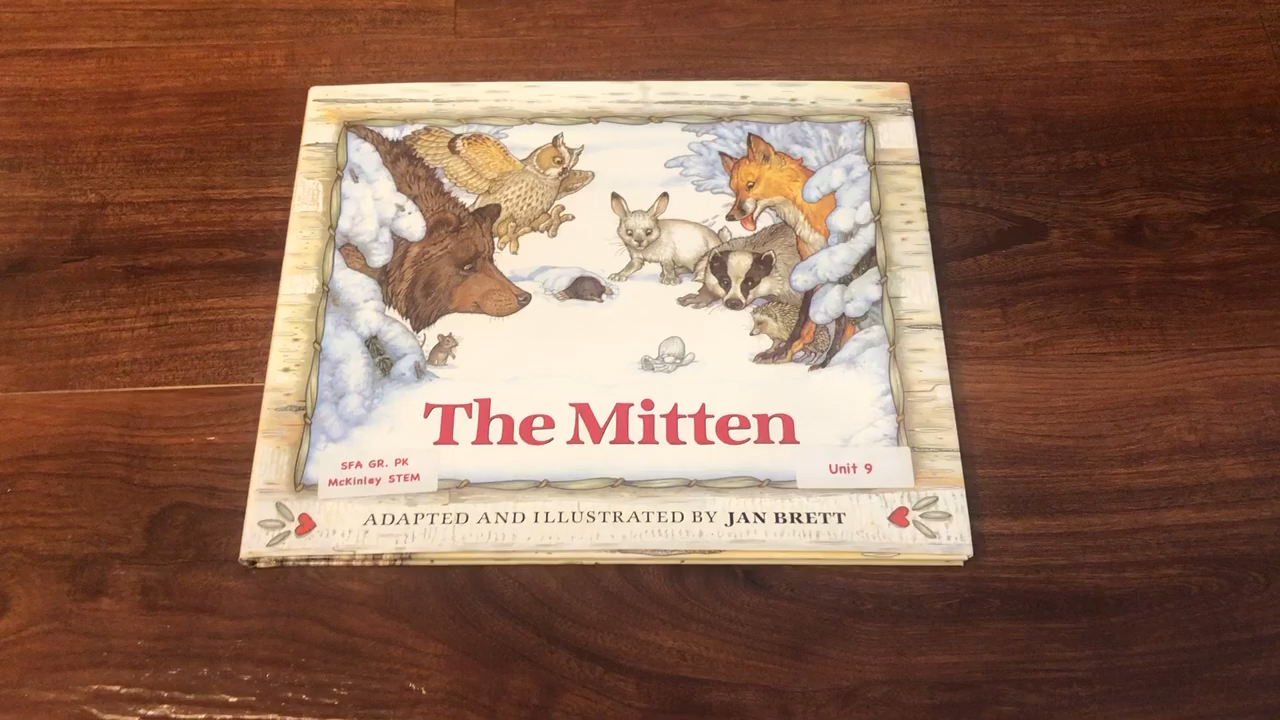 The Mitten
SFA GR. PK
McKinley STEM
Unit 9
ADAPTED AND ILLUSTRATED BY JAN BRETT